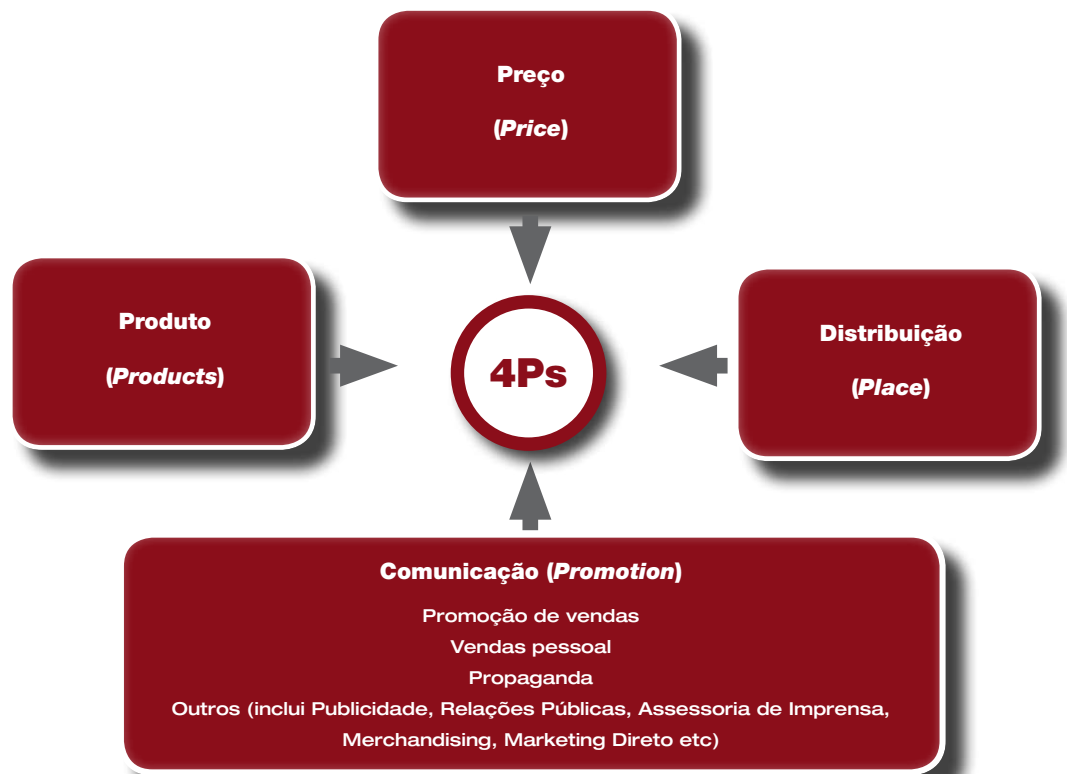 Preço
(Price)
Produto
(Products)
4Ps
Distribuição
(Place)
Comunicação (Promotion)
Promoção de vendas
Vendas pessoal
Propaganda
Outros (inclui Publicidade, Relações Públicas, Assessoria de Imprensa,
Merchandising, Marketing Direto etc)